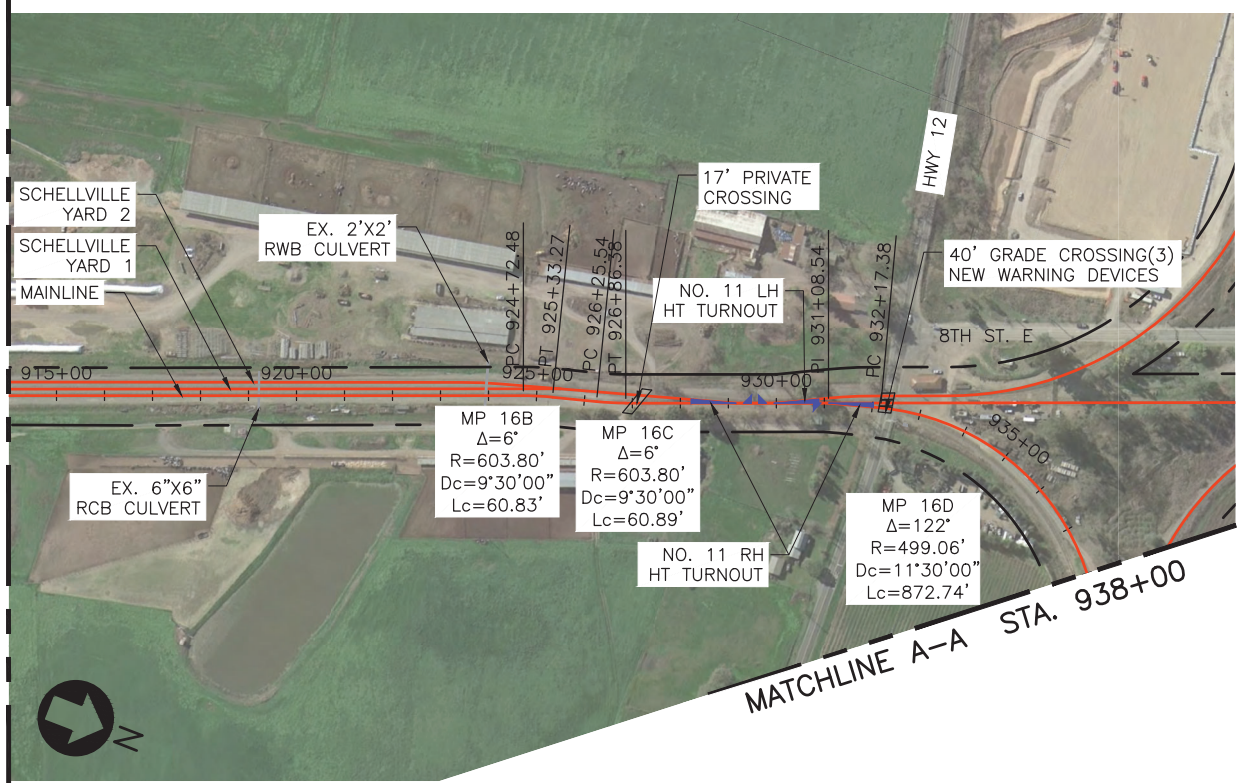 SCHELLVILLE
YARD 2
SCHELLVILLE
YARD 1
MAINLINE
EX. 2'X2'
RWB CULVERT
17' PRIVATE
CROSSING
HWY 12
40' GRADE CROSSING(3)
NEW WARNING DEVICES
NO. 11 LH
HT TURNOUT
8TH ST. E
PC 924+72.48
PT 925+33.27
PC 926+25.54
PT 926+86.38
PI 931+08.54
PC 932+17.38
915+00
920+00
925+00
930+00
935+00
EX. 6"X6"
RCB CULVERT
MP 16B
Δ=6°
R=603.80'
Dc=9°30'00"
Lc=60.83'
MP 16C
Δ=6°
R=603.80'
Dc=9°30'00"
Lc=60.89'
NO. 11 RH
HT TURNOUT
MP 16D
Δ=122°
R=499.06'
Dc=11°30'00"
Lc=872.74'
MATCHLINE A-A STA. 938+00
N